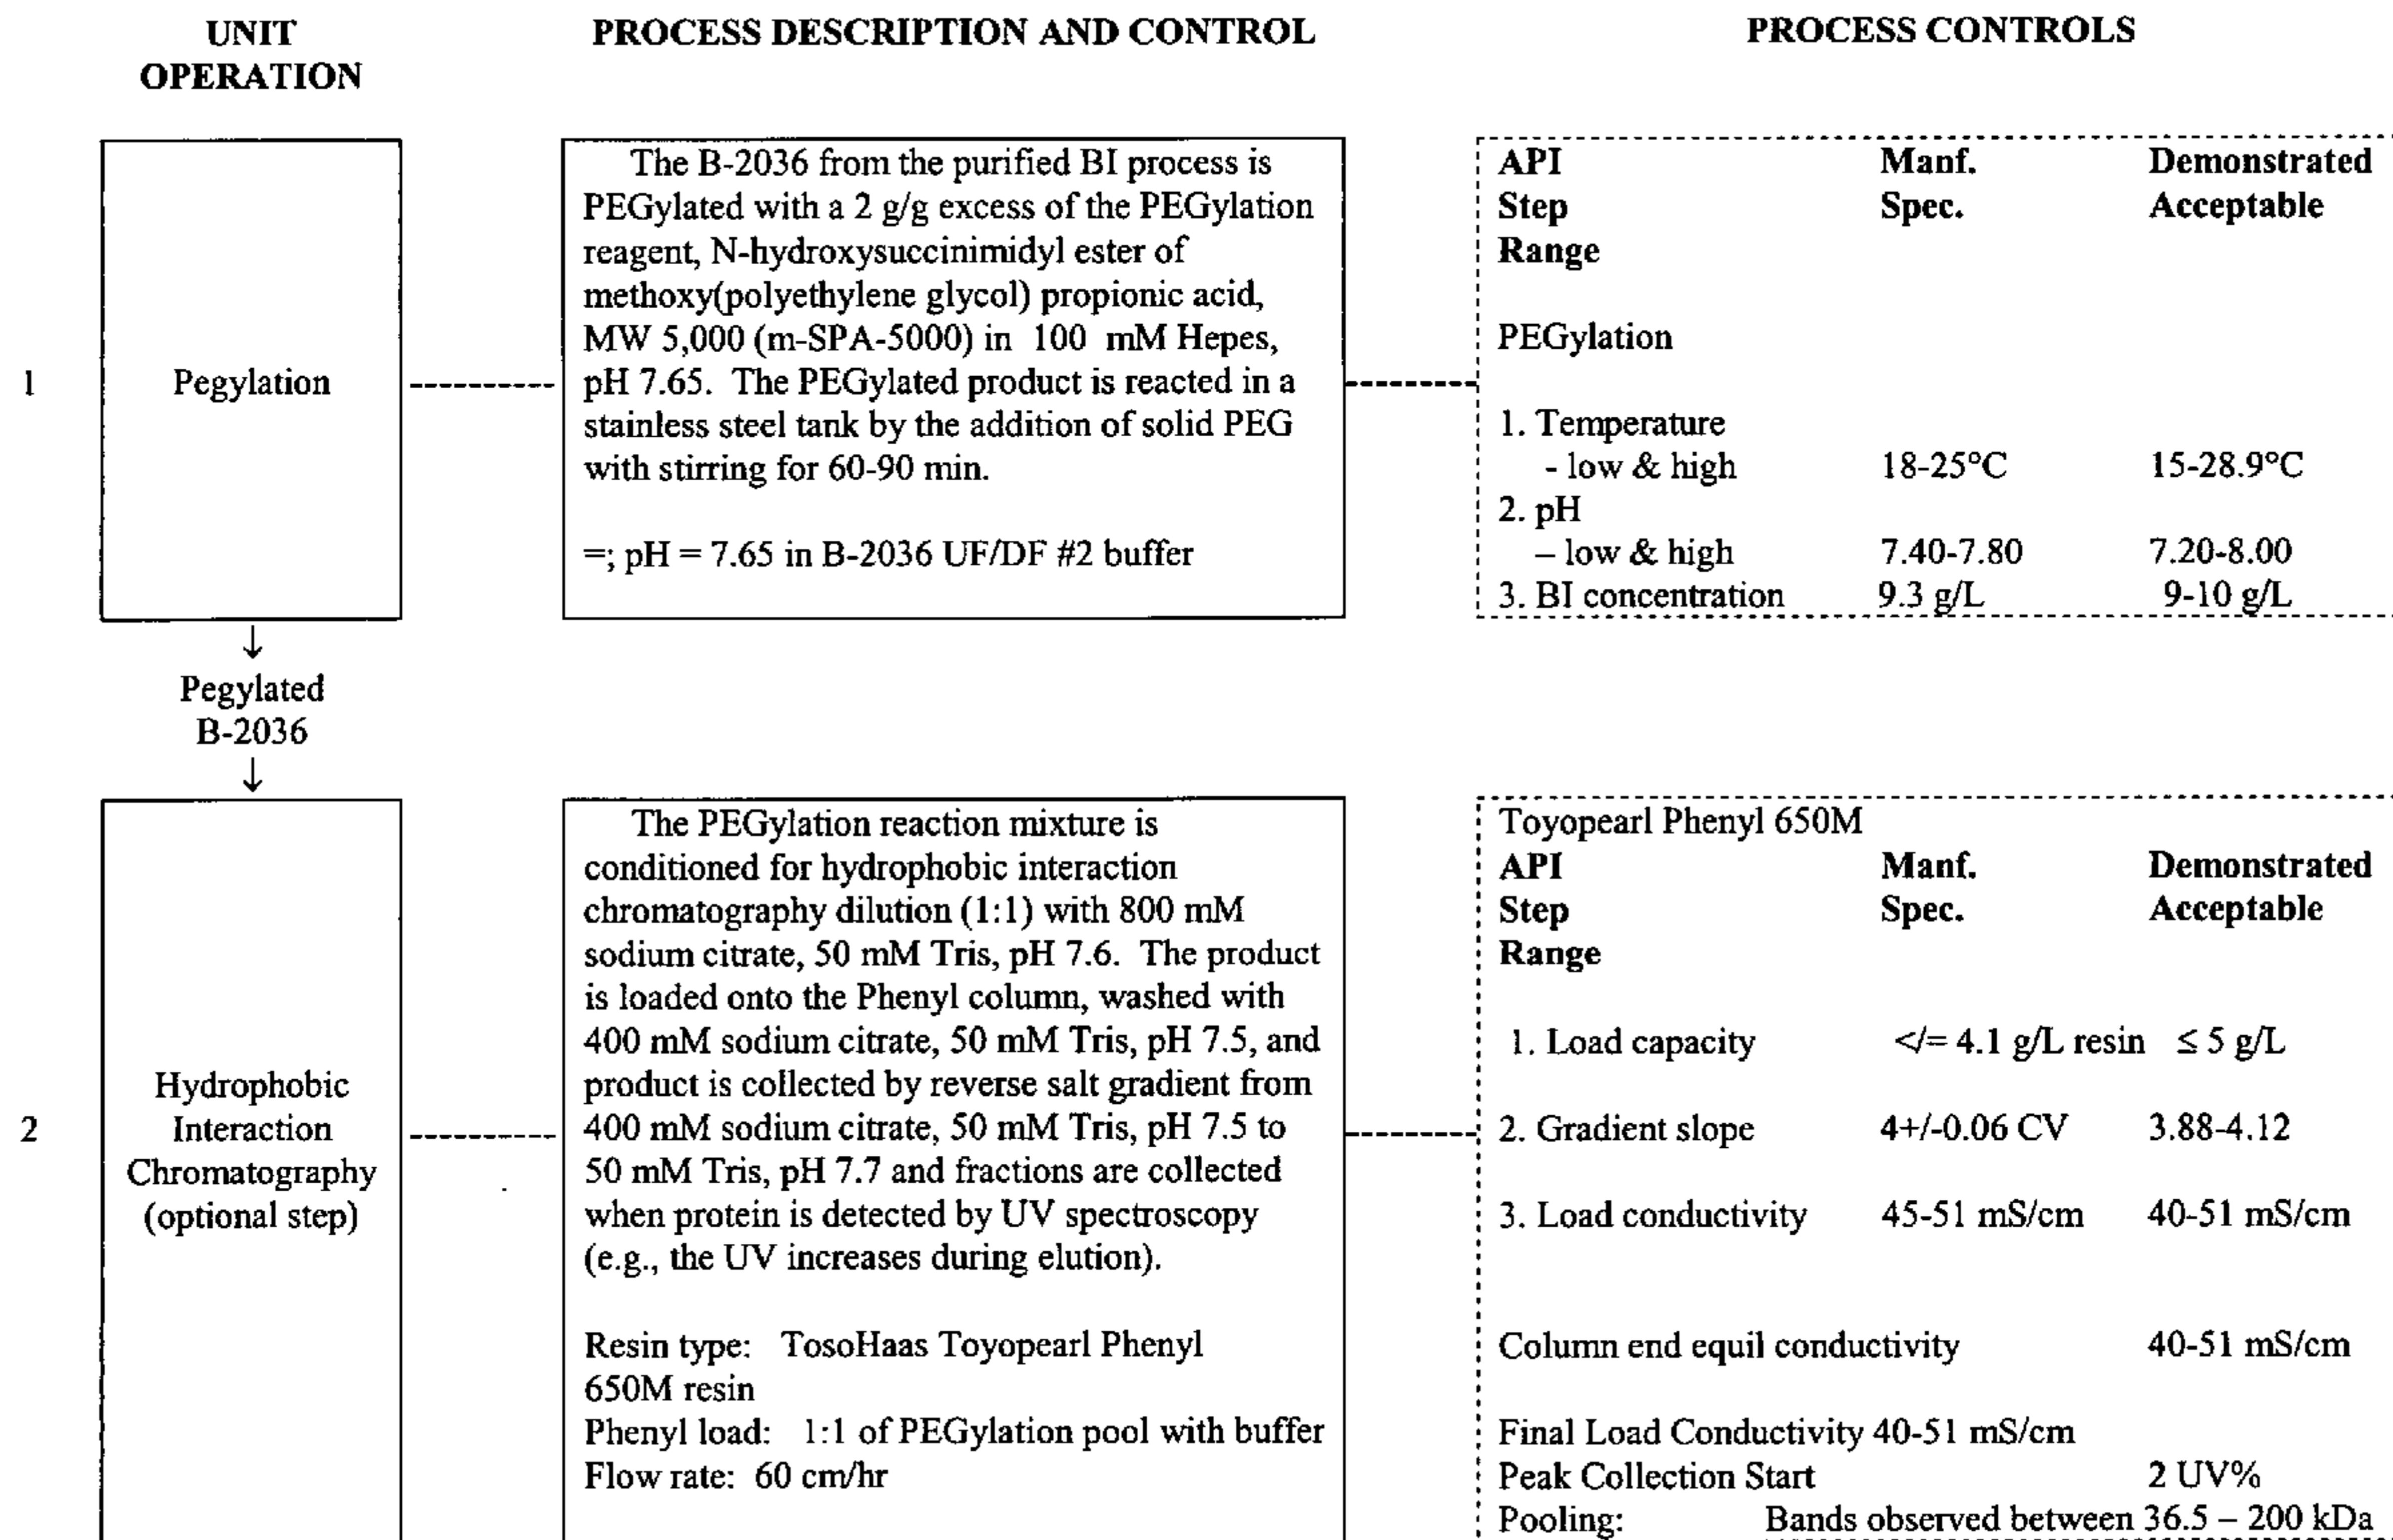 UNIT
OPERATION
PROCESS DESCRIPTION AND CONTROL
PROCESS CONTROLS
1
Pegylation
The B-2036 from the purified BI process is
PEGylated with a 2 g/g excess of the PEGylation
reagent, N-hydroxysuccinimidyl ester of
methoxy(polyethylene glycol) propionic acid,
MW 5,000 (m-SPA-5000) in 100 mM Hepes,
pH 7.65. The PEGylated product is reacted in a
stainless steel tank by the addition of solid PEG
with stirring for 60-90 min.
=; pH = 7.65 in B-2036 UF/DF #2 buffer
API Manf. Demonstrated
Step Spec. Acceptable
Range
PEGylation
1. Temperature
- low & high 18-25°C 15-28.9°C
2. pH
– low & high 7.40-7.80 7.20-8.00
3. BI concentration 9.3 g/L 9-10 g/L
↓
Pegylated
B-2036
↓
2
Hydrophobic
Interaction
Chromatography
(optional step)
The PEGylation reaction mixture is
conditioned for hydrophobic interaction
chromatography dilution (1:1) with 800 mM
sodium citrate, 50 mM Tris, pH 7.6. The product
is loaded onto the Phenyl column, washed with
400 mM sodium citrate, 50 mM Tris, pH 7.5, and
product is collected by reverse salt gradient from
400 mM sodium citrate, 50 mM Tris, pH 7.5 to
50 mM Tris, pH 7.7 and fractions are collected
when protein is detected by UV spectroscopy
(e.g., the UV increases during elution).
Resin type: TosoHaas Toyopearl Phenyl
650M resin
Phenyl load: 1:1 of PEGylation pool with buffer
Flow rate: 60 cm/hr
Toyopearl Phenyl 650M
API Manf. Demonstrated
Step Spec. Acceptable
Range
1. Load capacity </= 4.1 g/L resin ≤ 5 g/L
2. Gradient slope 4+/-0.06 CV 3.88-4.12
3. Load conductivity 45-51 mS/cm 40-51 mS/cm
Column end equil conductivity 40-51 mS/cm
Final Load Conductivity 40-51 mS/cm
Peak Collection Start 2 UV%
Pooling: Bands observed between 36.5 – 200 kDa